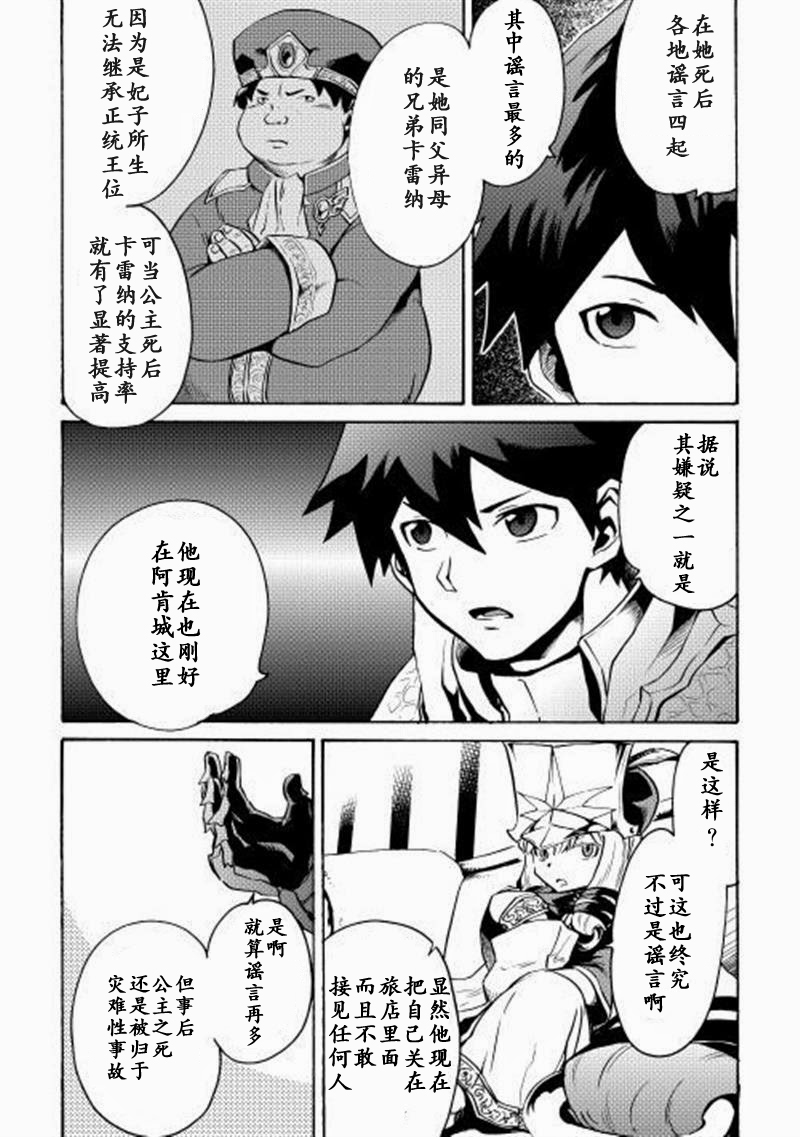 在她死后
各地谣言四起
其中谣言最多的
是她同父异母
的兄弟卡雷纳
因为是妃子所生
无法继承正统王位
可当公主死后
卡雷纳的支持率
就有了显著提高
据说
其嫌疑之一就是
他现在也刚好
在阿肯城这里
是这样？
可这也终究
不过是谣言啊
显然他现在
把自己关在
旅店里面
而且不敢
接见任何人
是啊
就算谣言再多
但事后
公主之死
还是被归于
灾难性事故